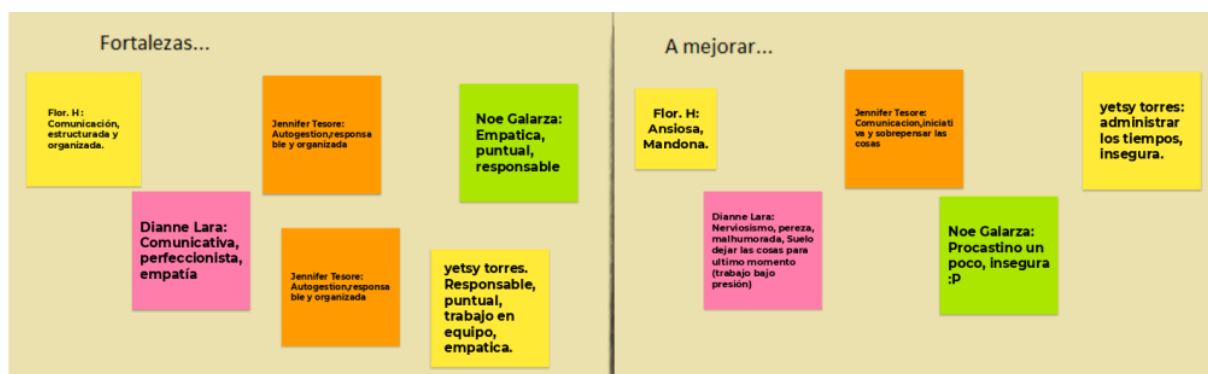 Fortalezas...
Flor. H:
Comunicación,
estructurada y
organizada.
Jennifer Tesore:
Autogestion,responsa
ble y organizada
Noe Galarza:
Empatica,
puntual,
responsable
Dianne Lara:
Comunicativa,
perfeccionista,
empatía
Jennifer Tesore:
Autogestion,responsa
ble y organizada
yetsy torres.
Responsable,
puntual,
trabajo en
equipo,
empatica.
A mejorar...
Flor. H:
Ansiosa,
Mandona.
Jennifer Tesore:
Comunicacion,iniciati
va y sobrepensar las
cosas
yetsy torres:
administrar
los tiempos,
insegura.
Dianne Lara:
Nerviosismo, pereza,
malhumorada, Suelo
dejar las cosas para
ultimo momento
(trabajo bajo
presión)
Noe Galarza:
Procastino un
poco, insegura
:P